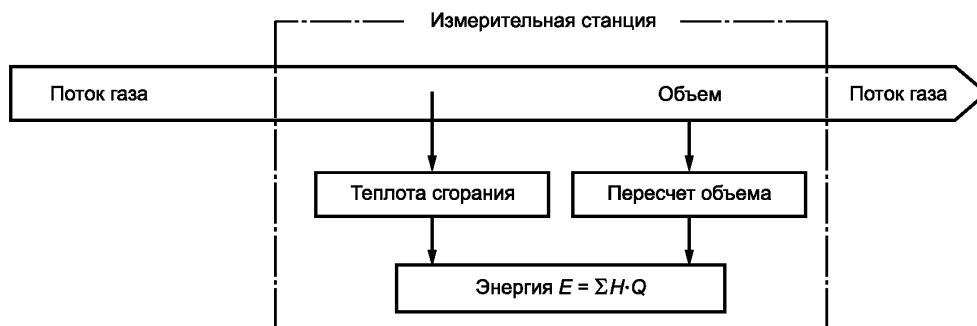 Измерительная станция
Поток газа
Объем
Поток газа
Теплота сгорания
Пересчет объема
Энергия E = ΣH·Q